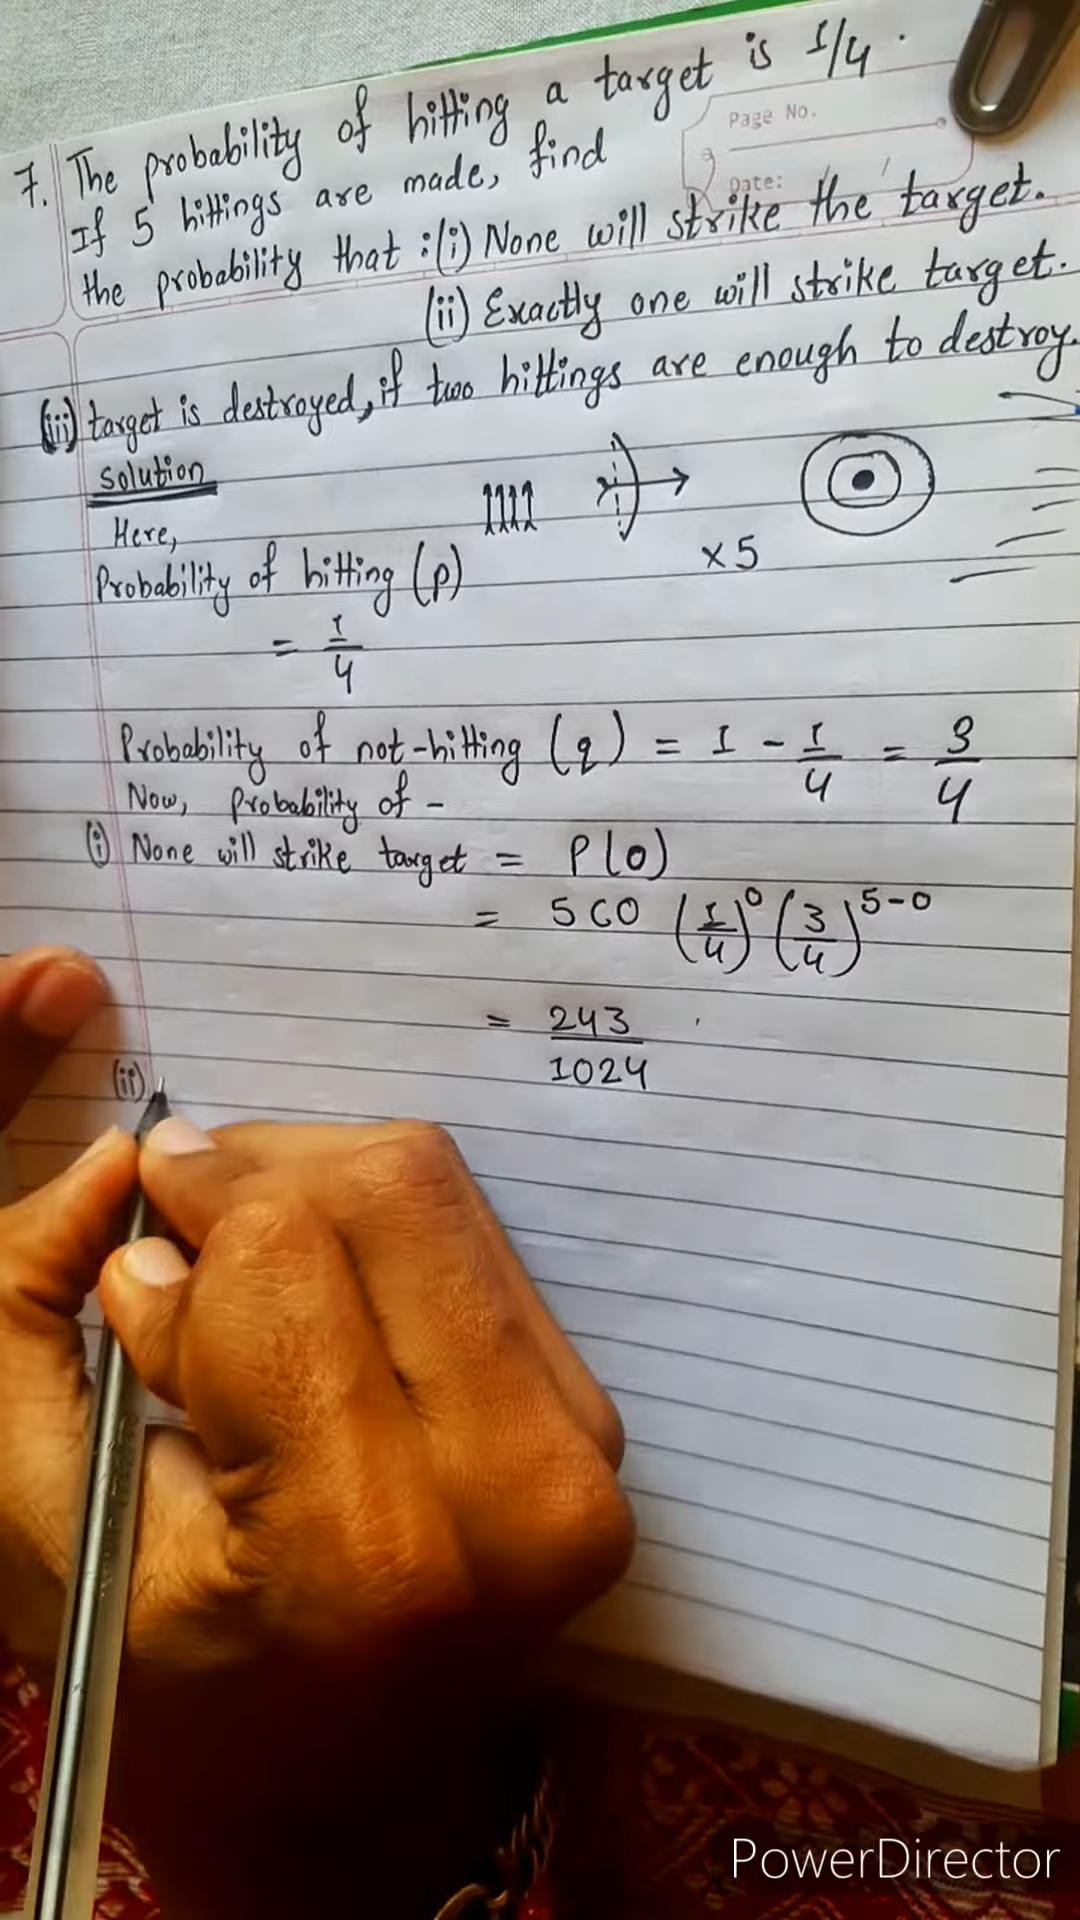 7. The probability of hitting a target is 1/4.
Page No.
If 5 hittings are made, find
Date:
the probability that :(i) None will strike the target.
(ii) Exactly one will strike target.
(iii) target is destroyed, if two hittings are enough to destroy.
Solution
Here,
×5
Probability of hitting (p)
= 1/4
Probability of not-hitting (q) = 1 - 1/4 = 3/4
Now, probability of -
(i) None will strike target = P(0)
= 5C0 (1/4)^0 (3/4)^5-0
= 243/1024
(ii)
PowerDirector